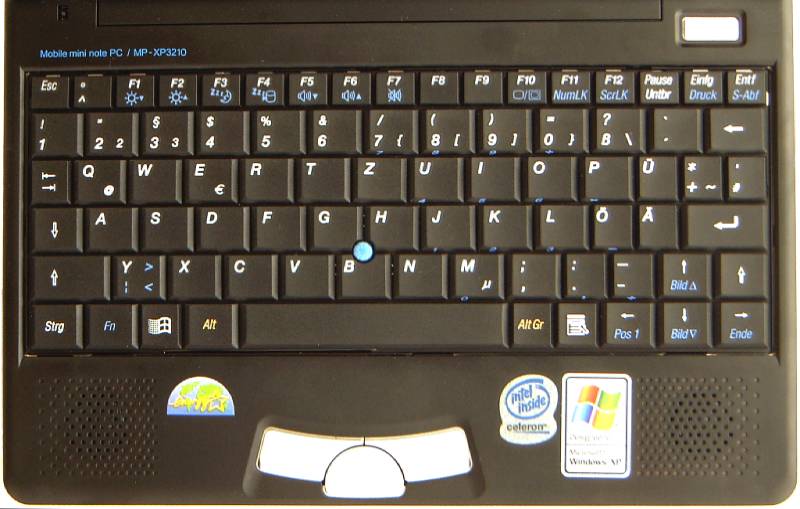 Mobile mini note PC / MP-XP3210
Esc ° ^ F1 F2 F3 F4 F5 F6 F7 F8 F9 F10 F11 F12 Pause Einfg Entf
NumLK ScrLK Untbr Druck S-Abf
! " § $ % & / ( ) = ?
1 2 2 3 3 4 5 6 7 { 8 [ 9 ] 0 } ß \
Q @ W E € R T Z U I O P Ü * + ~
A S D F G H J K L Ö Ä
Y > ¦ < X C V B N M µ ; , : . – - Bild
Strg Fn Alt Alt Gr Pos 1 Bild Ende
intel inside
celeron
Microsoft
Windows XP